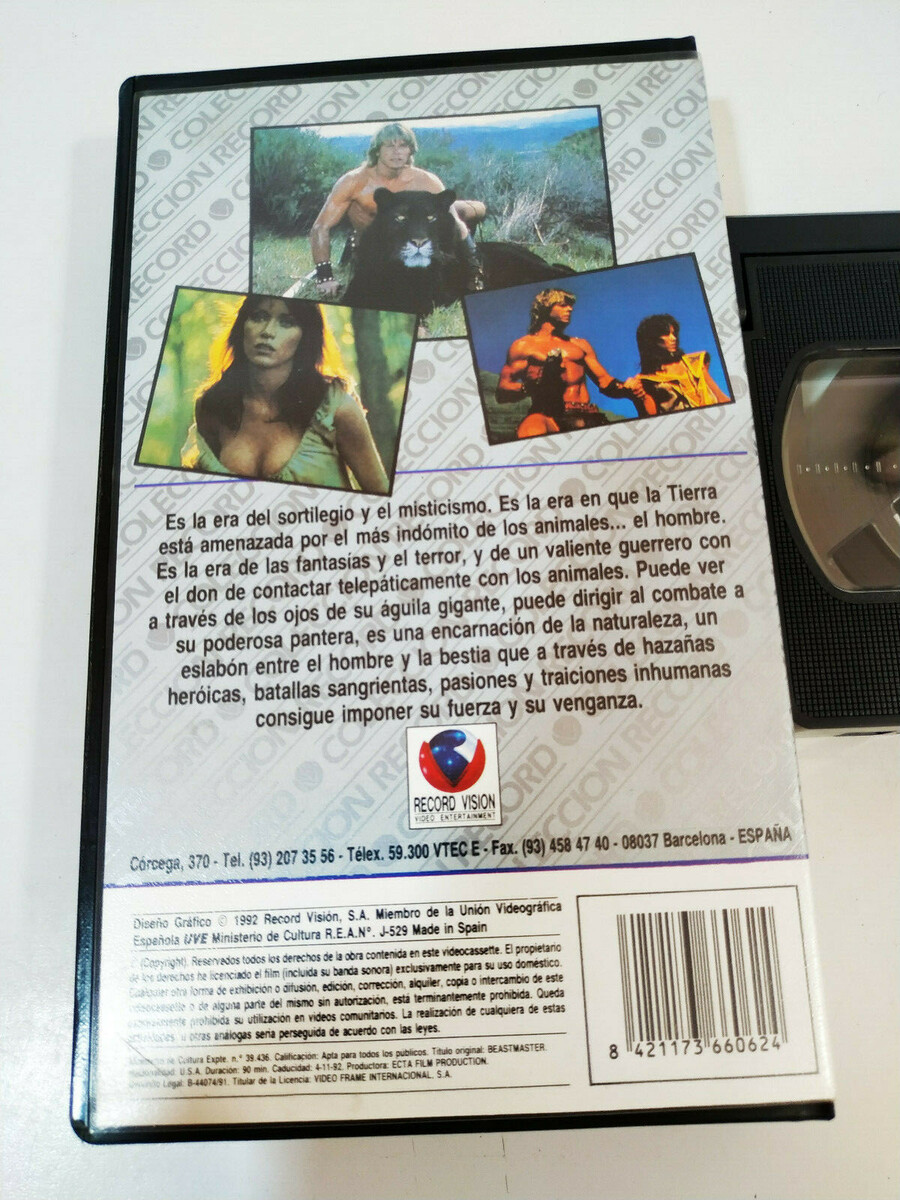 COLECCION RECORD
Es la era del sortilegio y el misticismo. Es la era en que la Tierra
está amenazada por el más indómito de los animales... el hombre.
Es la era de las fantasías y el terror, y de un valiente guerrero con
el don de contactar telepáticamente con los animales. Puede ver
a través de los ojos de su águila gigante, puede dirigir al combate a
su poderosa pantera, es una encarnación de la naturaleza, un
eslabón entre el hombre y la bestia que a través de hazañas
heróicas, batallas sangrientas, pasiones y traiciones inhumanas
consigue imponer su fuerza y su venganza.
RECORD VISION
VIDEO ENTERTAINMENT
Córcega, 370 - Tel. (93) 207 35 56 - Télex. 59.300 VTEC E - Fax. (93) 458 47 40 - 08037 Barcelona - ESPAÑA
Diseño Gráfico © 1992 Record Visión, S.A. Miembro de la Unión Videográfica
Española UVE Ministerio de Cultura R.E.A.Nº. J-529 Made in Spain
(Copyright). Reservados todos los derechos de la obra contenida en este videocassette. El propietario
de los derechos he licenciado el film (incluida su banda sonora) exclusivamente para su uso doméstico.
Cualquier otra forma de exhibición o difusión, edición, corrección, alquiler, copia o intercambio de este
videocassette o de alguna parte del mismo sin autorización, está terminantemente prohibida. Queda
expresamente prohibida su utilización en videos comunitarios. La realización de cualquiera de estas
actividades, u otras análogas sería perseguida de acuerdo con las leyes.
Ministerio de Cultura Expte. n.º 39.436. Calificación: Apta para todos los publicos. Título original: BEASTMASTER.
Nacionalidad: U.S.A. Duración: 90 min. Caducidad: 4-11-92. Productora: ECTA FILM PRODUCTION.
Depósito Legal: B-44074/91. Titular de la Licencia: VIDEO FRAME INTERNACIONAL. S.A.
8 421173 660624